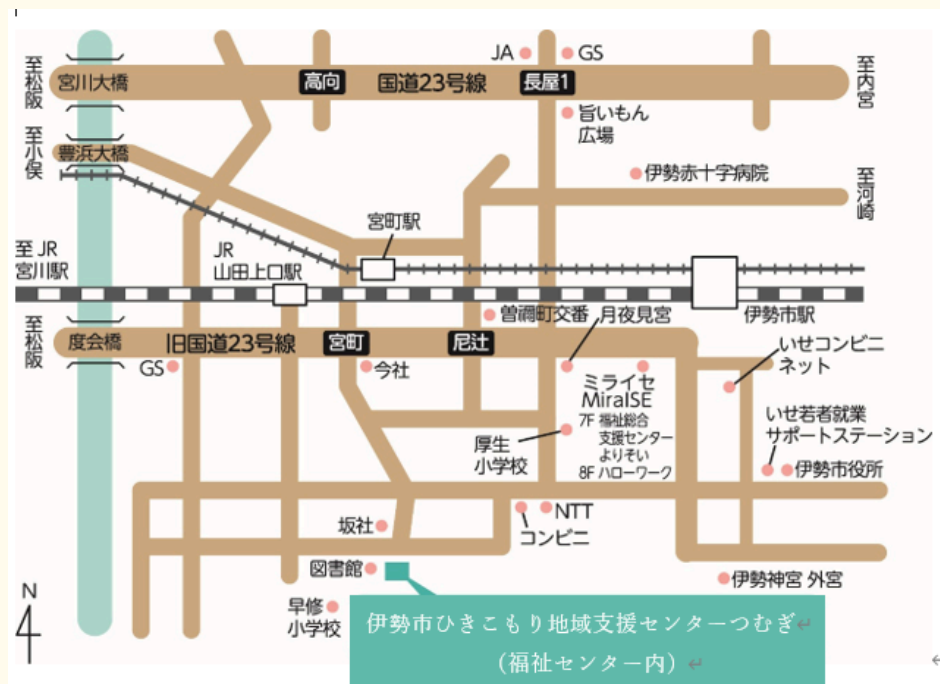 JA
GS
至松阪
宮川大橋
高向
国道23号線
長屋1
至内宮
旨いもん
広場
至小俣
豊浜大橋
伊勢赤十字病院
至河崎
宮町駅
至 JR
宮川駅
JR
山田上口駅
曽禰町交番
月夜見宮
伊勢市駅
至松阪
度会橋
旧国道23号線
宮町
尼辻
いせコンビニ
ネット
GS
今社
ミライセ
MiraISE
7F 福祉総合
支援センター
よりそい
8F ハローワーク
いせ若者就業
サポートステーション
厚生
小学校
伊勢市役所
坂社
NTT
コンビニ
図書館
伊勢神宮 外宮
N
早修
小学校
伊勢市ひきこもり地域支援センターつむぎ↵
（福祉センター内）↵